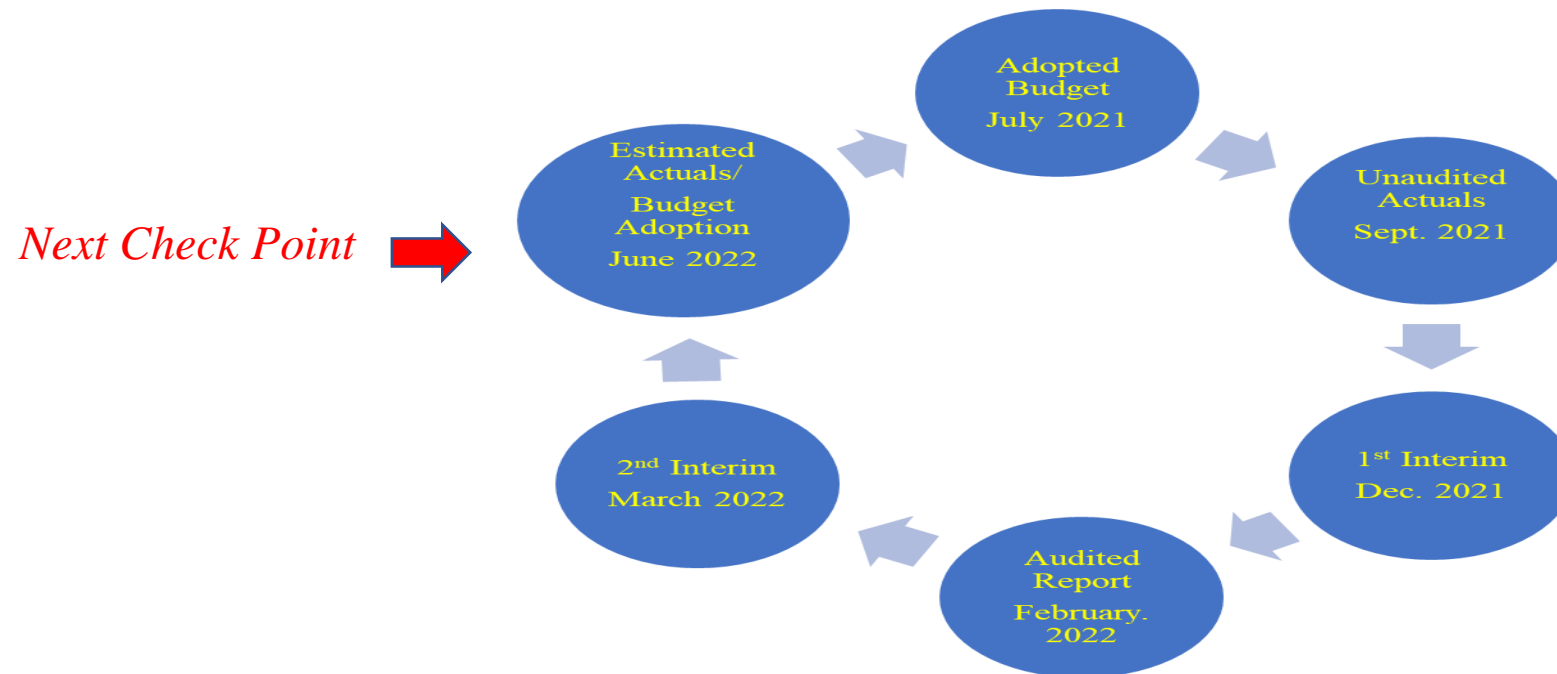 Adopted
Budget
July 2021
Unaudited
Actuals
Sept. 2021
1st Interim
Dec. 2021
Audited
Report
February.
2022
2nd Interim
March 2022
Estimated
Actuals/
Budget
Adoption
June 2022
Next Check Point